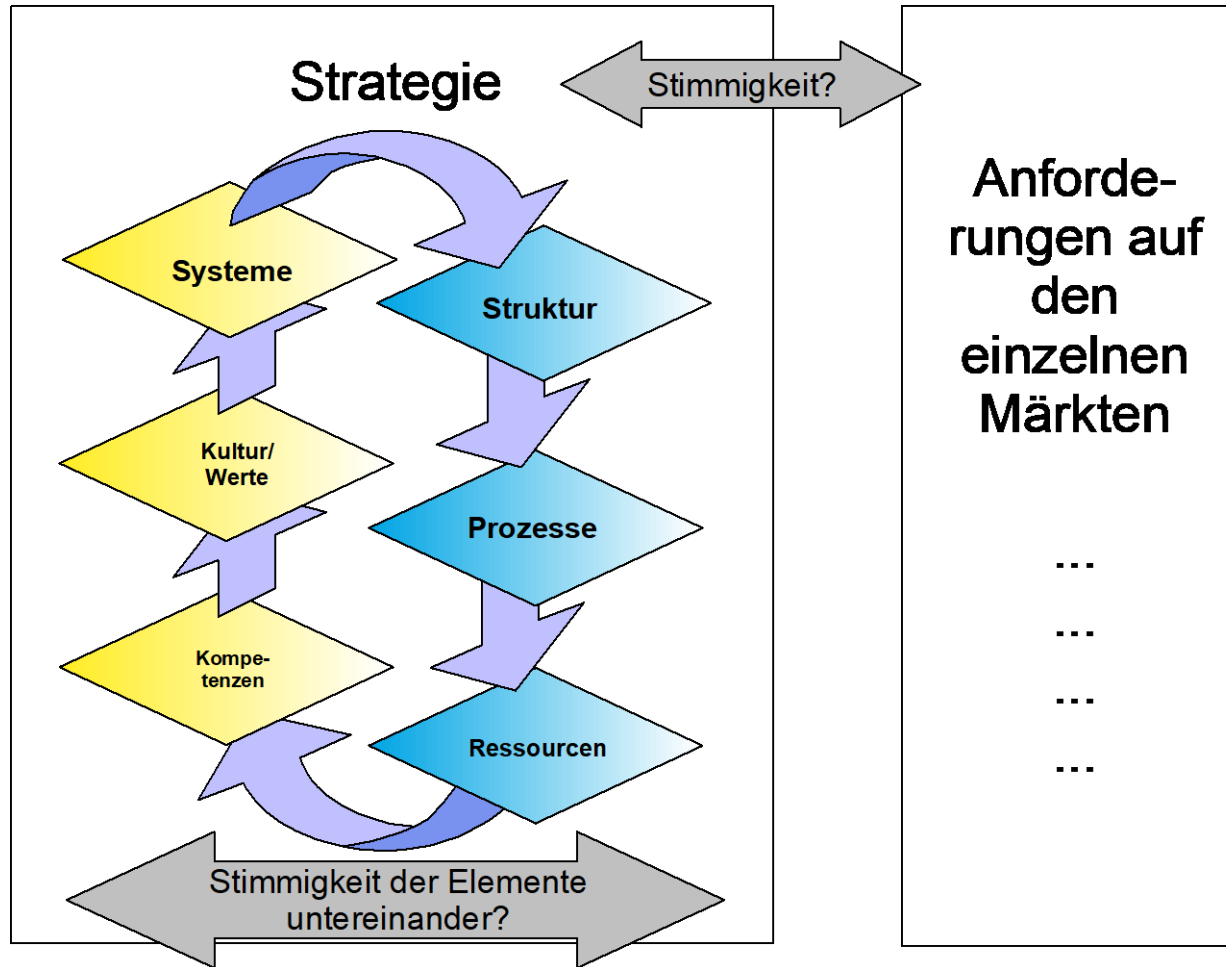 Strategie
Stimmigkeit?
Systeme
Struktur
Kultur/
Werte
Prozesse
Kompe-
tenzen
Ressourcen
Stimmigkeit der Elemente
untereinander?
Anforde-
rungen auf
den
einzelnen
Märkten
...
...
...
...